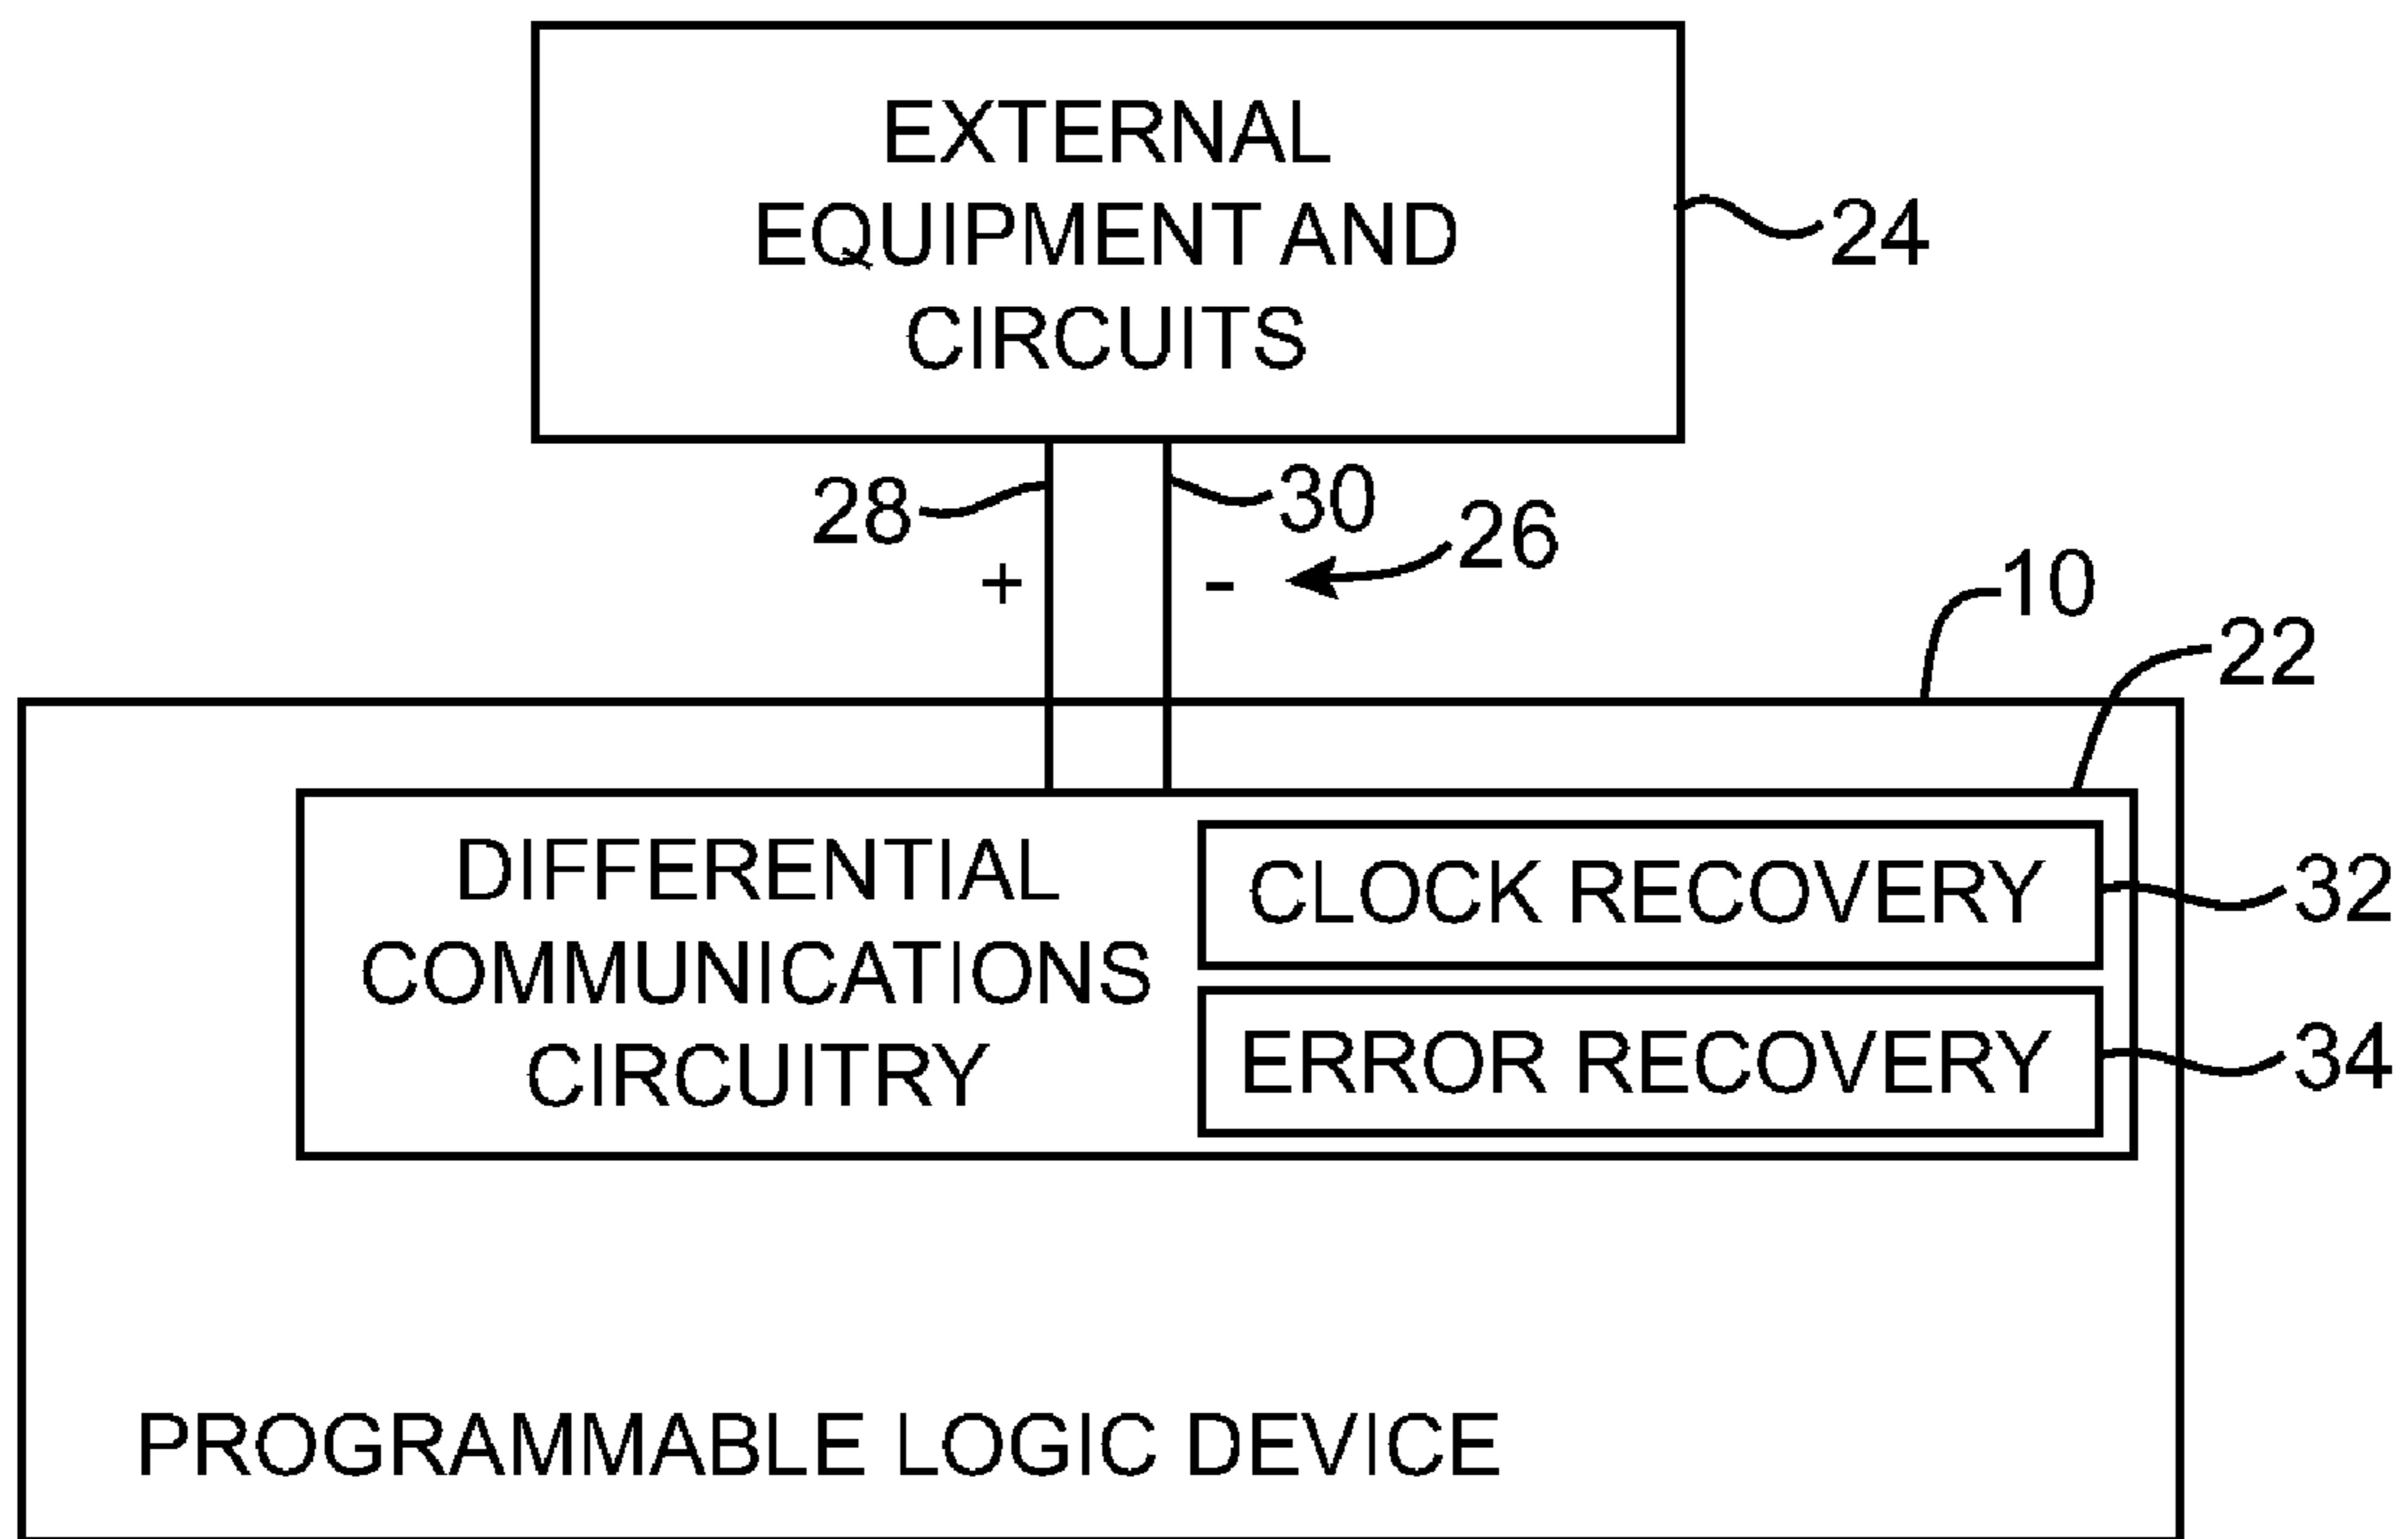 EXTERNAL
EQUIPMENT AND
CIRCUITS
24
28
30
26
+
-
10
22
DIFFERENTIAL
COMMUNICATIONS
CIRCUITRY
CLOCK RECOVERY
32
ERROR RECOVERY
34
PROGRAMMABLE LOGIC DEVICE